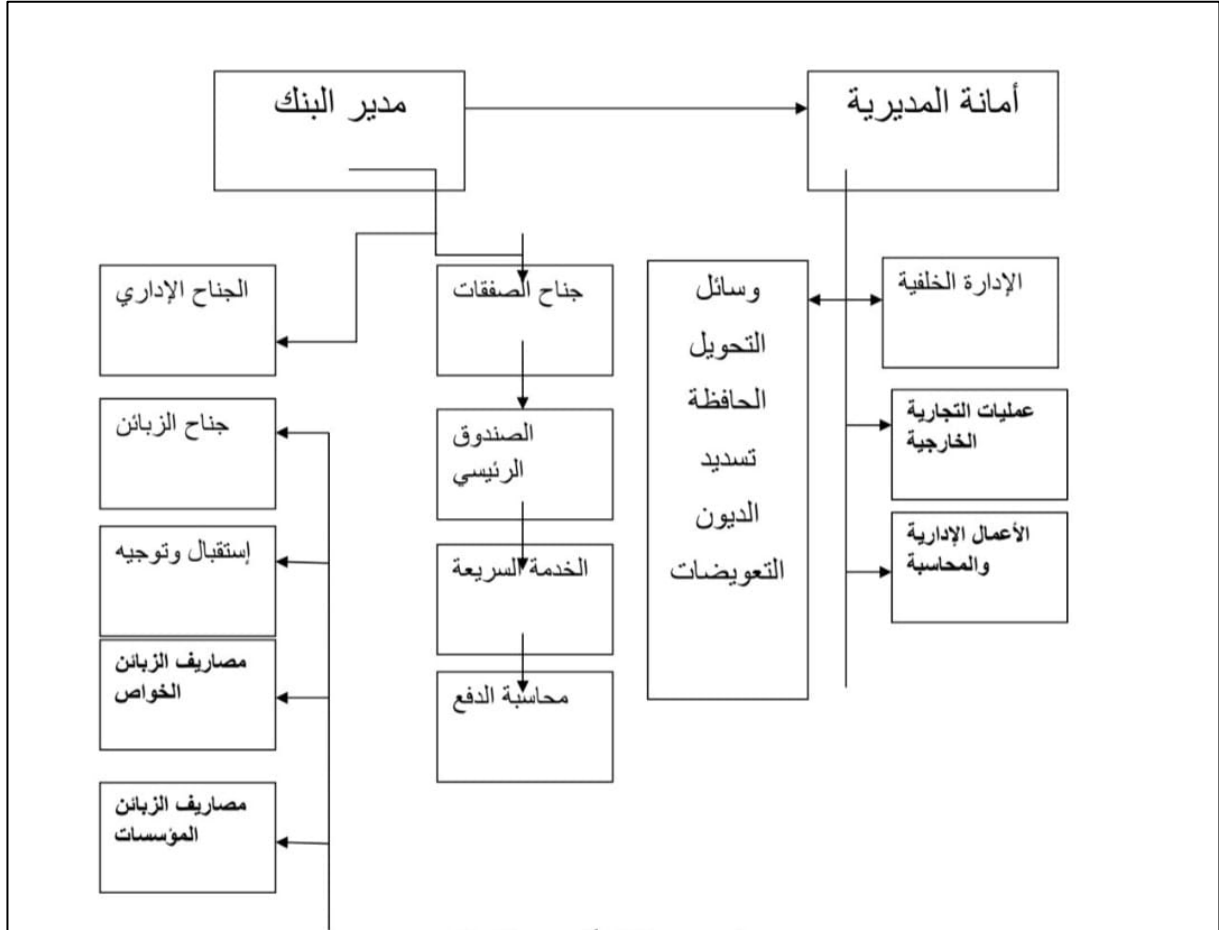 مدير البنك
أمانة المديرية
الجناح الإداري
جناح الصفقات
وسائل
التحويل
الحافظة
تسديد
الديون
التعويضات
الإدارة الخلفية
جناح الزبائن
الصندوق
الرئيسي
عمليات التجارية
الخارجية
إستقبال وتوجيه
الخدمة السريعة
الأعمال الإدارية
والمحاسبة
مصاريف الزبائن
الخواص
محاسبة الدفع
مصاريف الزبائن
المؤسسات